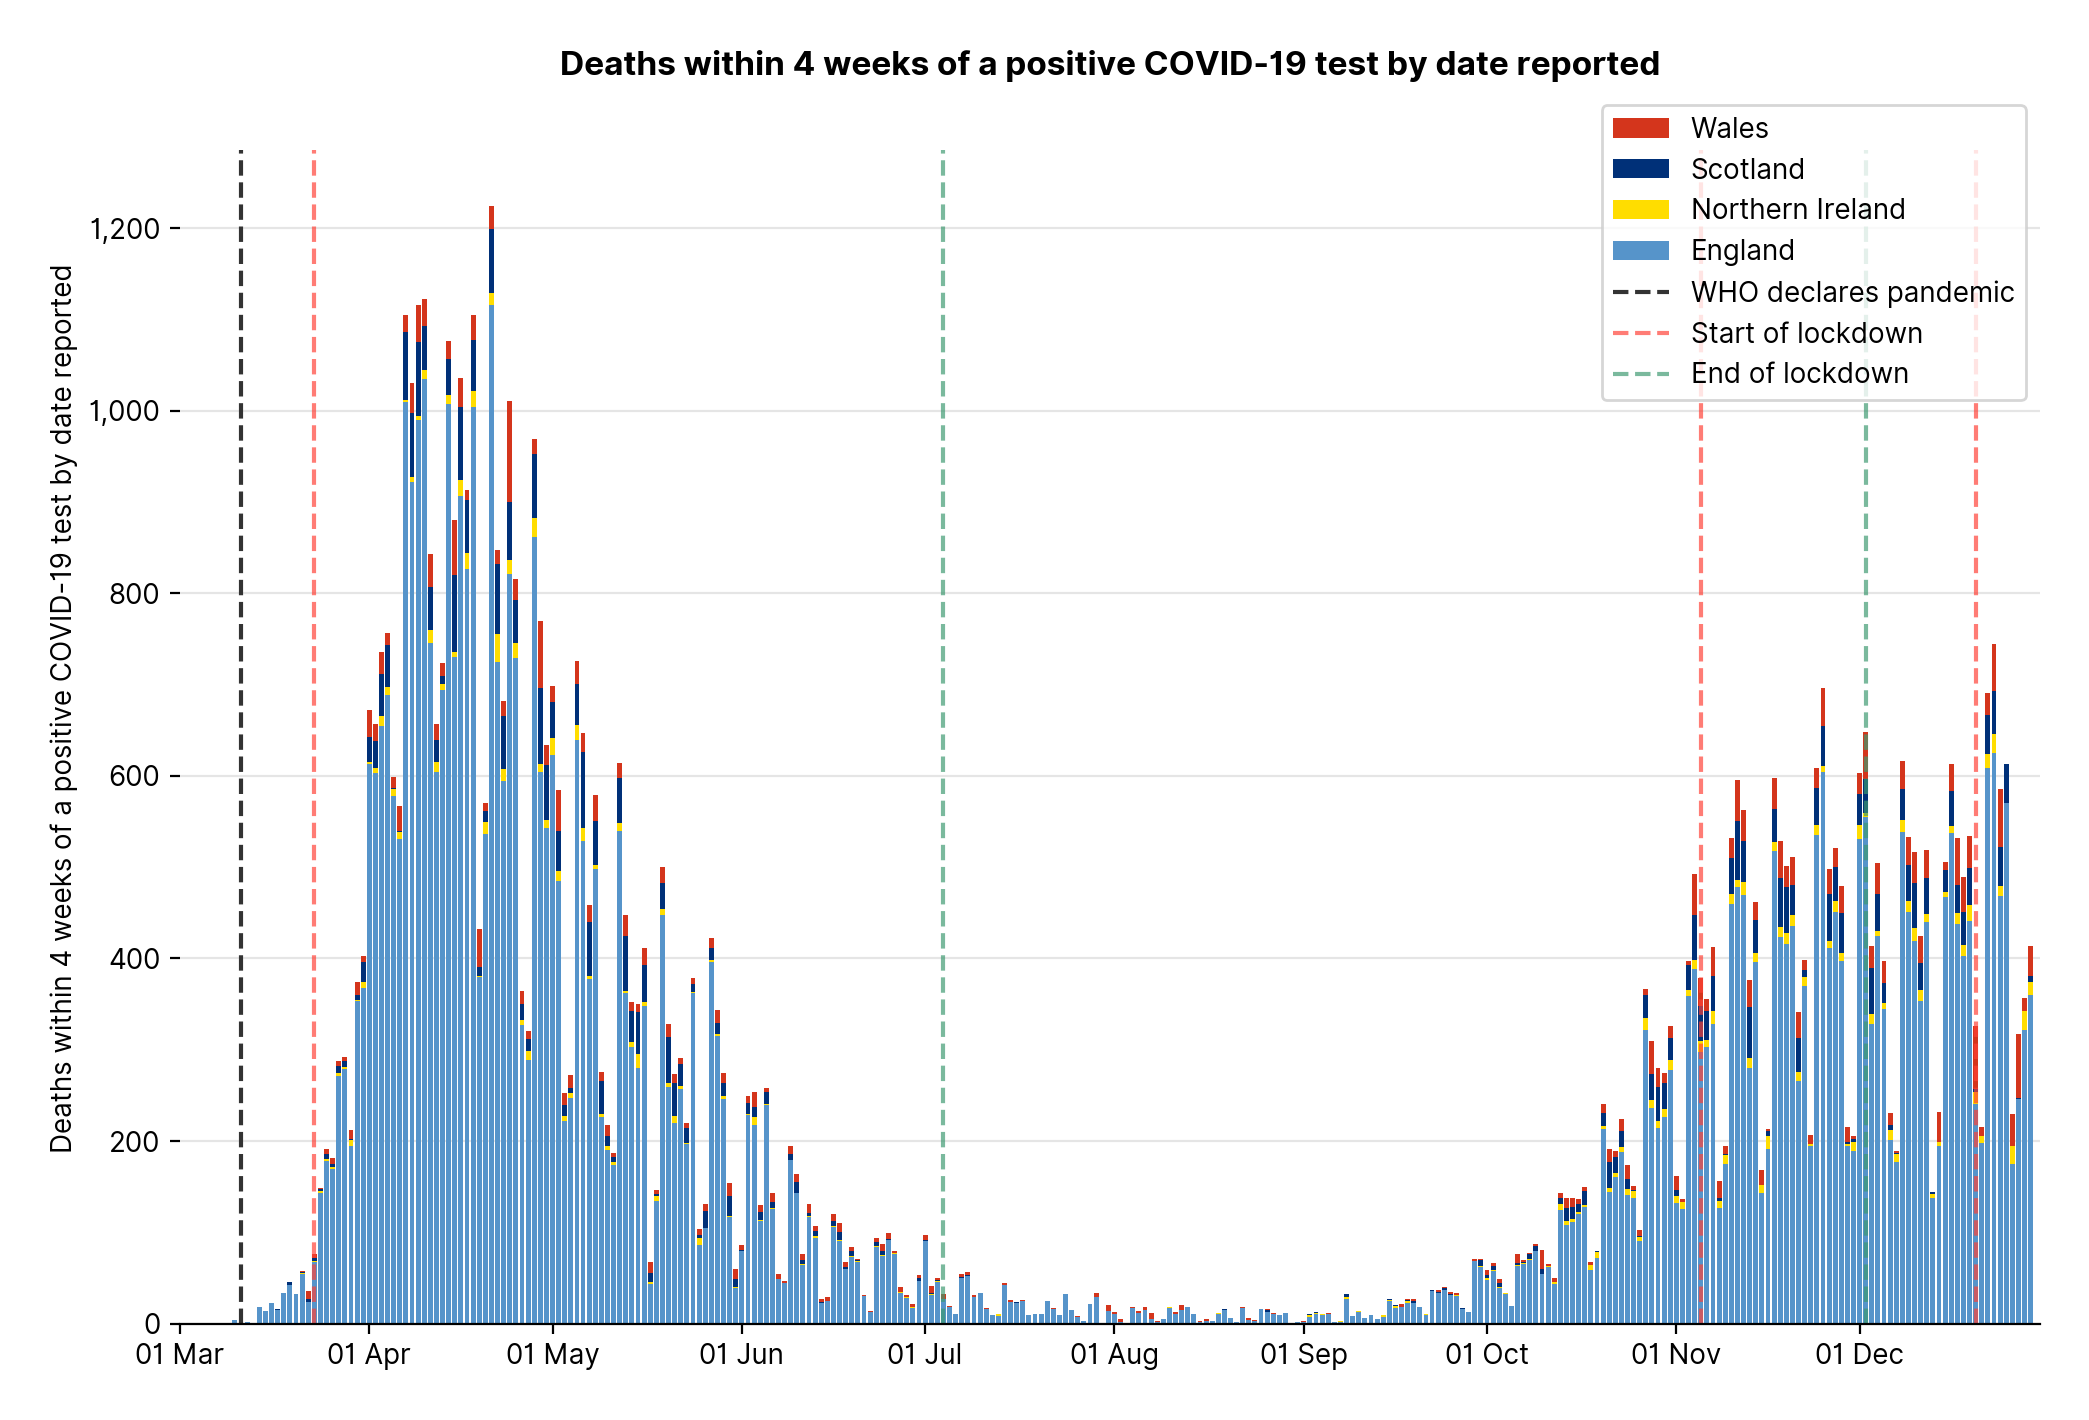 Deaths within 4 weeks of a positive COVID-19 test by date reported
Wales
Scotland
Northern Ireland
England
WHO declares pandemic
Start of lockdown
End of lockdown
Deaths within 4 weeks of a positive COVID-19 test by date reported
1,200
1,000
800
600
400
200
0
01 Mar
01 Apr
01 May
01 Jun
01 Jul
01 Aug
01 Sep
01 Oct
01 Nov
01 Dec